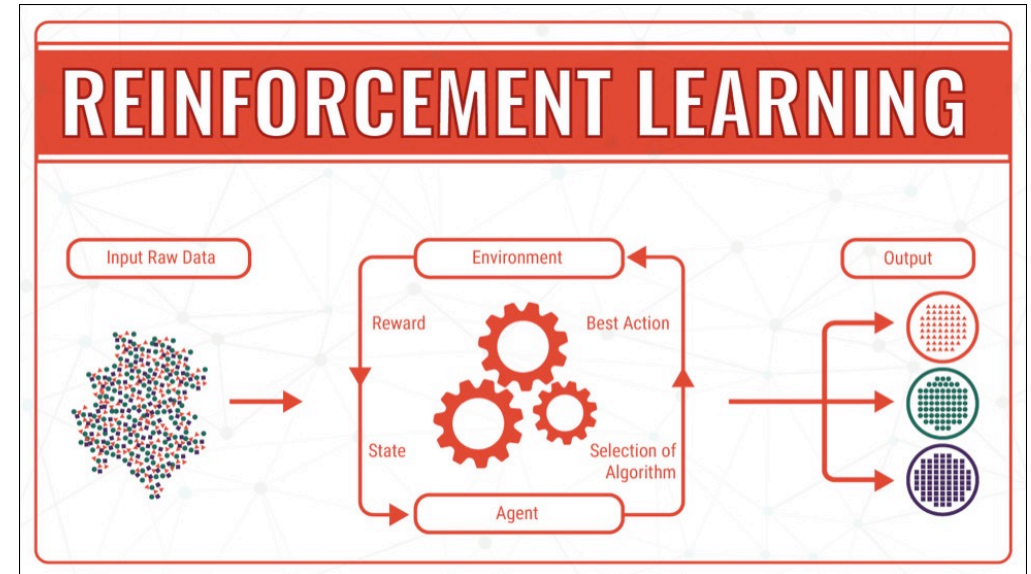 REINFORCEMENT LEARNING
Input Raw Data
Environment
Output
Reward
Best Action
State
Selection of
Algorithm
Agent